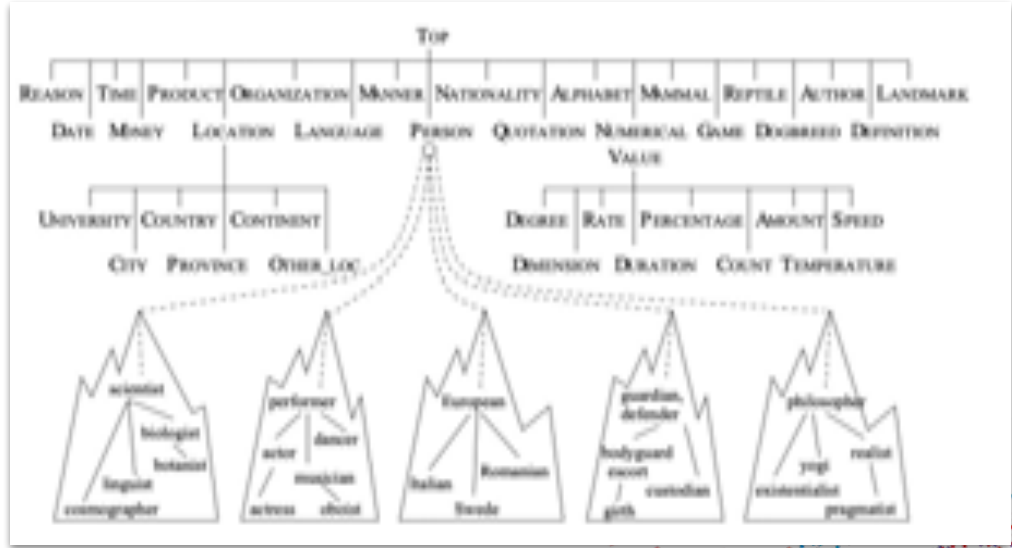 TOP
REASON TIME PRODUCT ORGANIZATION MANNER NATIONALITY ALPHABET MAMMAL REPTILE AUTHOR LANDMARK
DATE MONEY LOCATION LANGUAGE PERSON QUOTATION NUMERICAL GAME DOGBREED DEFINITION
VALUE
UNIVERSITY COUNTRY CONTINENT DEGREE RATE PERCENTAGE AMOUNT SPEED
CITY PROVINCE OTHER_LOC DIMENSION DURATION COUNT TEMPERATURE
scientist
biologist
botanist
linguist
cosmographer
performer
dancer
actor
musician
actress oboist
European
Romanian
Italian
Swede
guardian,
defender
bodyguard
escort
custodian
philosopher
realist
yogi
existentialist
pragmatist